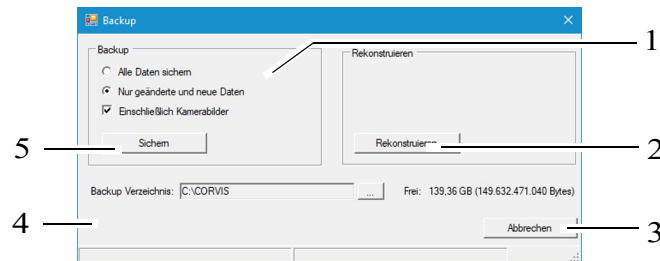 Backup
Backup
Rekonstruieren
1
Alle Daten sichern
Nur geänderte und neue Daten
Einschließlich Kamerabilder
5
Sichern
Rekonstruieren
2
Backup Verzeichnis: C:\CORVIS ... Frei: 139,36 GB (149.632.471.040 Bytes)
4
Abbrechen
3